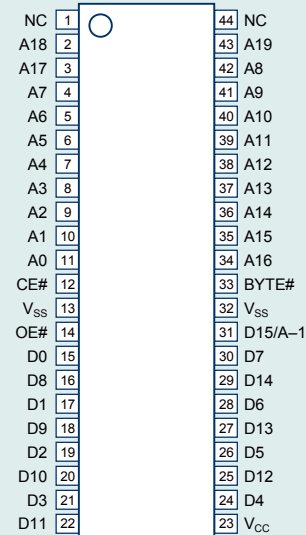 NC 1 44 NC
A18 2 43 A19
A17 3 42 A8
A7 4 41 A9
A6 5 40 A10
A5 6 39 A11
A4 7 38 A12
A3 8 37 A13
A2 9 36 A14
A1 10 35 A15
A0 11 34 A16
CE# 12 33 BYTE#
VSS 13 32 VSS
OE# 14 31 D15/A–1
D0 15 30 D7
D8 16 29 D14
D1 17 28 D6
D9 18 27 D13
D2 19 26 D5
D10 20 25 D12
D3 21 24 D4
D11 22 23 VCC